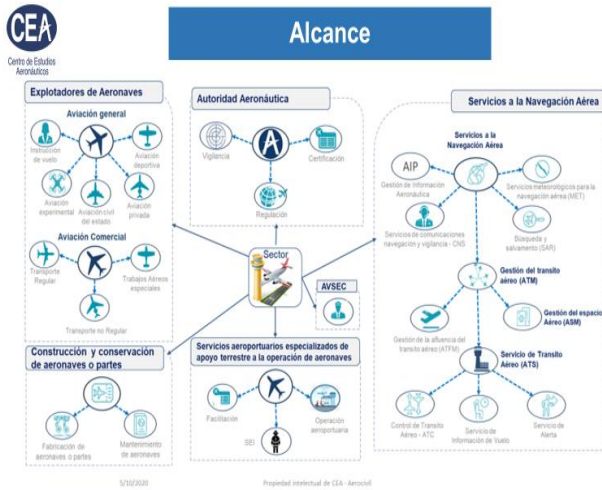 CEA
Centro de Estudios
Aeronáuticos
Alcance
Explotadores de Aeronaves
Aviación general
Instrucción
de vuelo
Aviación
deportiva
Aviación
experimental
Aviación civil
del estado
Aviación
privada
Aviación Comercial
Transporte
Regular
Trabajos Aéreos
especiales
Transporte no Regular
Construcción y conservación
de aeronaves o partes
Fabricación de
aeronaves o partes
Mantenimiento
de aeronaves
Autoridad Aeronáutica
Vigilancia
Certificación
Regulación
Sector
AVSEC
Servicios aeroportuarios especializados de
apoyo terrestre a la operación de aeronaves
Facilitación
Operación
aeroportuaria
SEI
Servicios a la Navegación Aérea
Servicios a la
Navegación Aérea
AIP
Gestión de Información
Aeronáutica
Servicios meteorológicos para la
navegación aérea (MET)
Servicios de comunicaciones
navegación y vigilancia - CNS
Búsqueda y
salvamento (SAR)
Gestión del transito
aéreo (ATM)
Gestión de la afluencia del
transito aéreo (ATFM)
Gestión del espacio
Aéreo (ASM)
Servicio de Transito
Aéreo (ATS)
Control de Transito
Aéreo - ATC
Servicio de
Información de Vuelo
Servicio de
Alerta
5/10/2020
Propiedad intelectual de CEA - Aerocivil